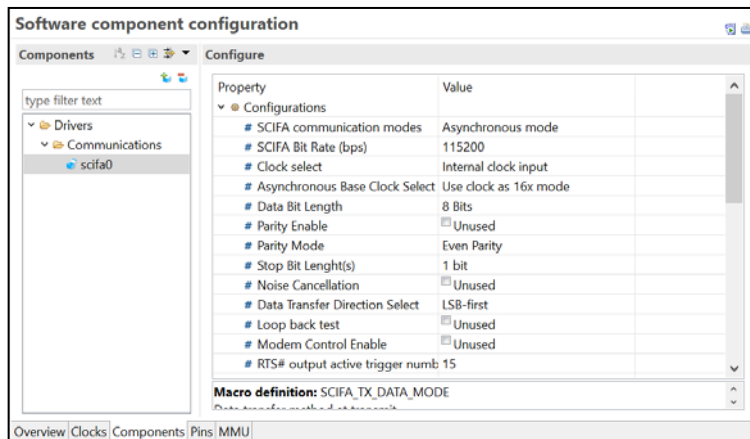 Software component configuration
Components
Configure
type filter text
Drivers
Communications
scifa0
Property Value
Configurations
# SCIFA communication modes Asynchronous mode
# SCIFA Bit Rate (bps) 115200
# Clock select Internal clock input
# Asynchronous Base Clock Select Use clock as 16x mode
# Data Bit Length 8 Bits
# Parity Enable Unused
# Parity Mode Even Parity
# Stop Bit Lenght(s) 1 bit
# Noise Cancellation Unused
# Data Transfer Direction Select LSB-first
# Loop back test Unused
# Modem Control Enable Unused
# RTS# output active trigger numb 15
Macro definition: SCIFA_TX_DATA_MODE
Overview Clocks Components Pins MMU